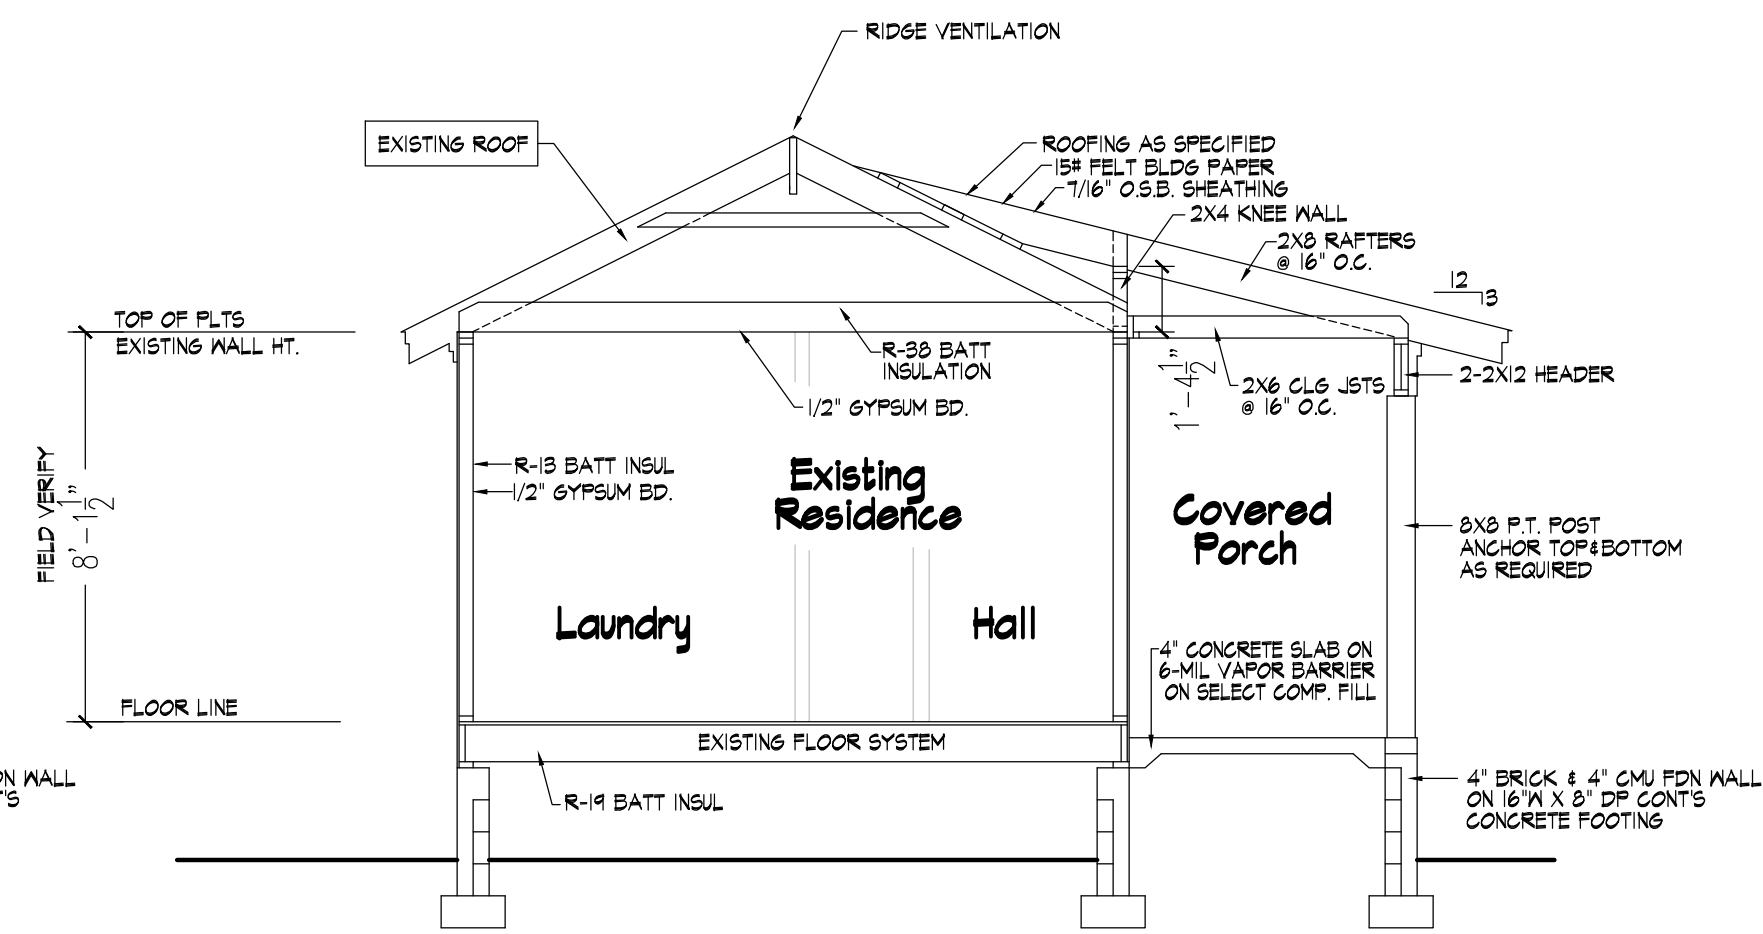 RIDGE VENTILATION
EXISTING ROOF
ROOFING AS SPECIFIED
15# FELT BLDG PAPER
7/16" O.S.B. SHEATHING
2X4 KNEE WALL
2X8 RAFTERS
@ 16" O.C.
12
3
TOP OF PLTS
EXISTING WALL HT.
R-38 BATT
INSULATION
1/2" GYPSUM BD.
1'-4 1/2"
2X6 CLG JSTS
@ 16" O.C.
2-2X12 HEADER
FIELD VERIFY
8'-1 1/2"
R-13 BATT INSUL
1/2" GYPSUM BD.
Existing
Residence
Covered
Porch
8X8 P.T. POST
ANCHOR TOP&BOTTOM
AS REQUIRED
Laundry
Hall
4" CONCRETE SLAB ON
6-MIL VAPOR BARRIER
ON SELECT COMP. FILL
FLOOR LINE
EXISTING FLOOR SYSTEM
R-19 BATT INSUL
DN WALL
T'S
4" BRICK & 4" CMU FDN WALL
ON 16"W X 8" DP CONT'S
CONCRETE FOOTING